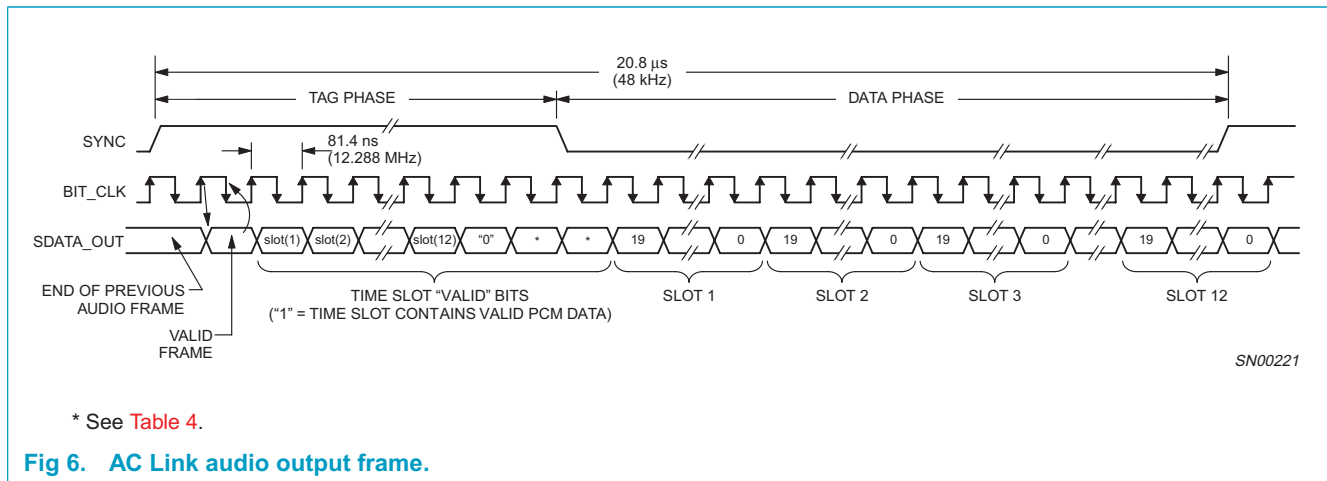 20.8 µs
(48 kHz)
TAG PHASE
DATA PHASE
SYNC
81.4 ns
(12.288 MHz)
BIT_CLK
SDATA_OUT
slot(1) slot(2) slot(12) “0” * * 19 0 19 0 19 0 19 0
END OF PREVIOUS
AUDIO FRAME
TIME SLOT “VALID” BITS
(“1” = TIME SLOT CONTAINS VALID PCM DATA)
SLOT 1
SLOT 2
SLOT 3
SLOT 12
VALID
FRAME
SN00221
* See Table 4.
Fig 6. AC Link audio output frame.